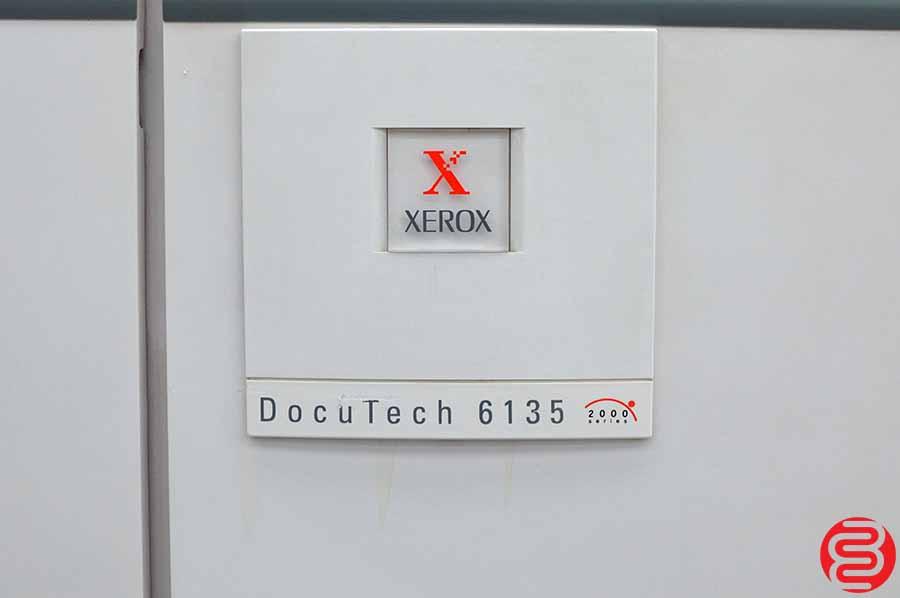 X
XEROX
DocuTech 6135 2000
series